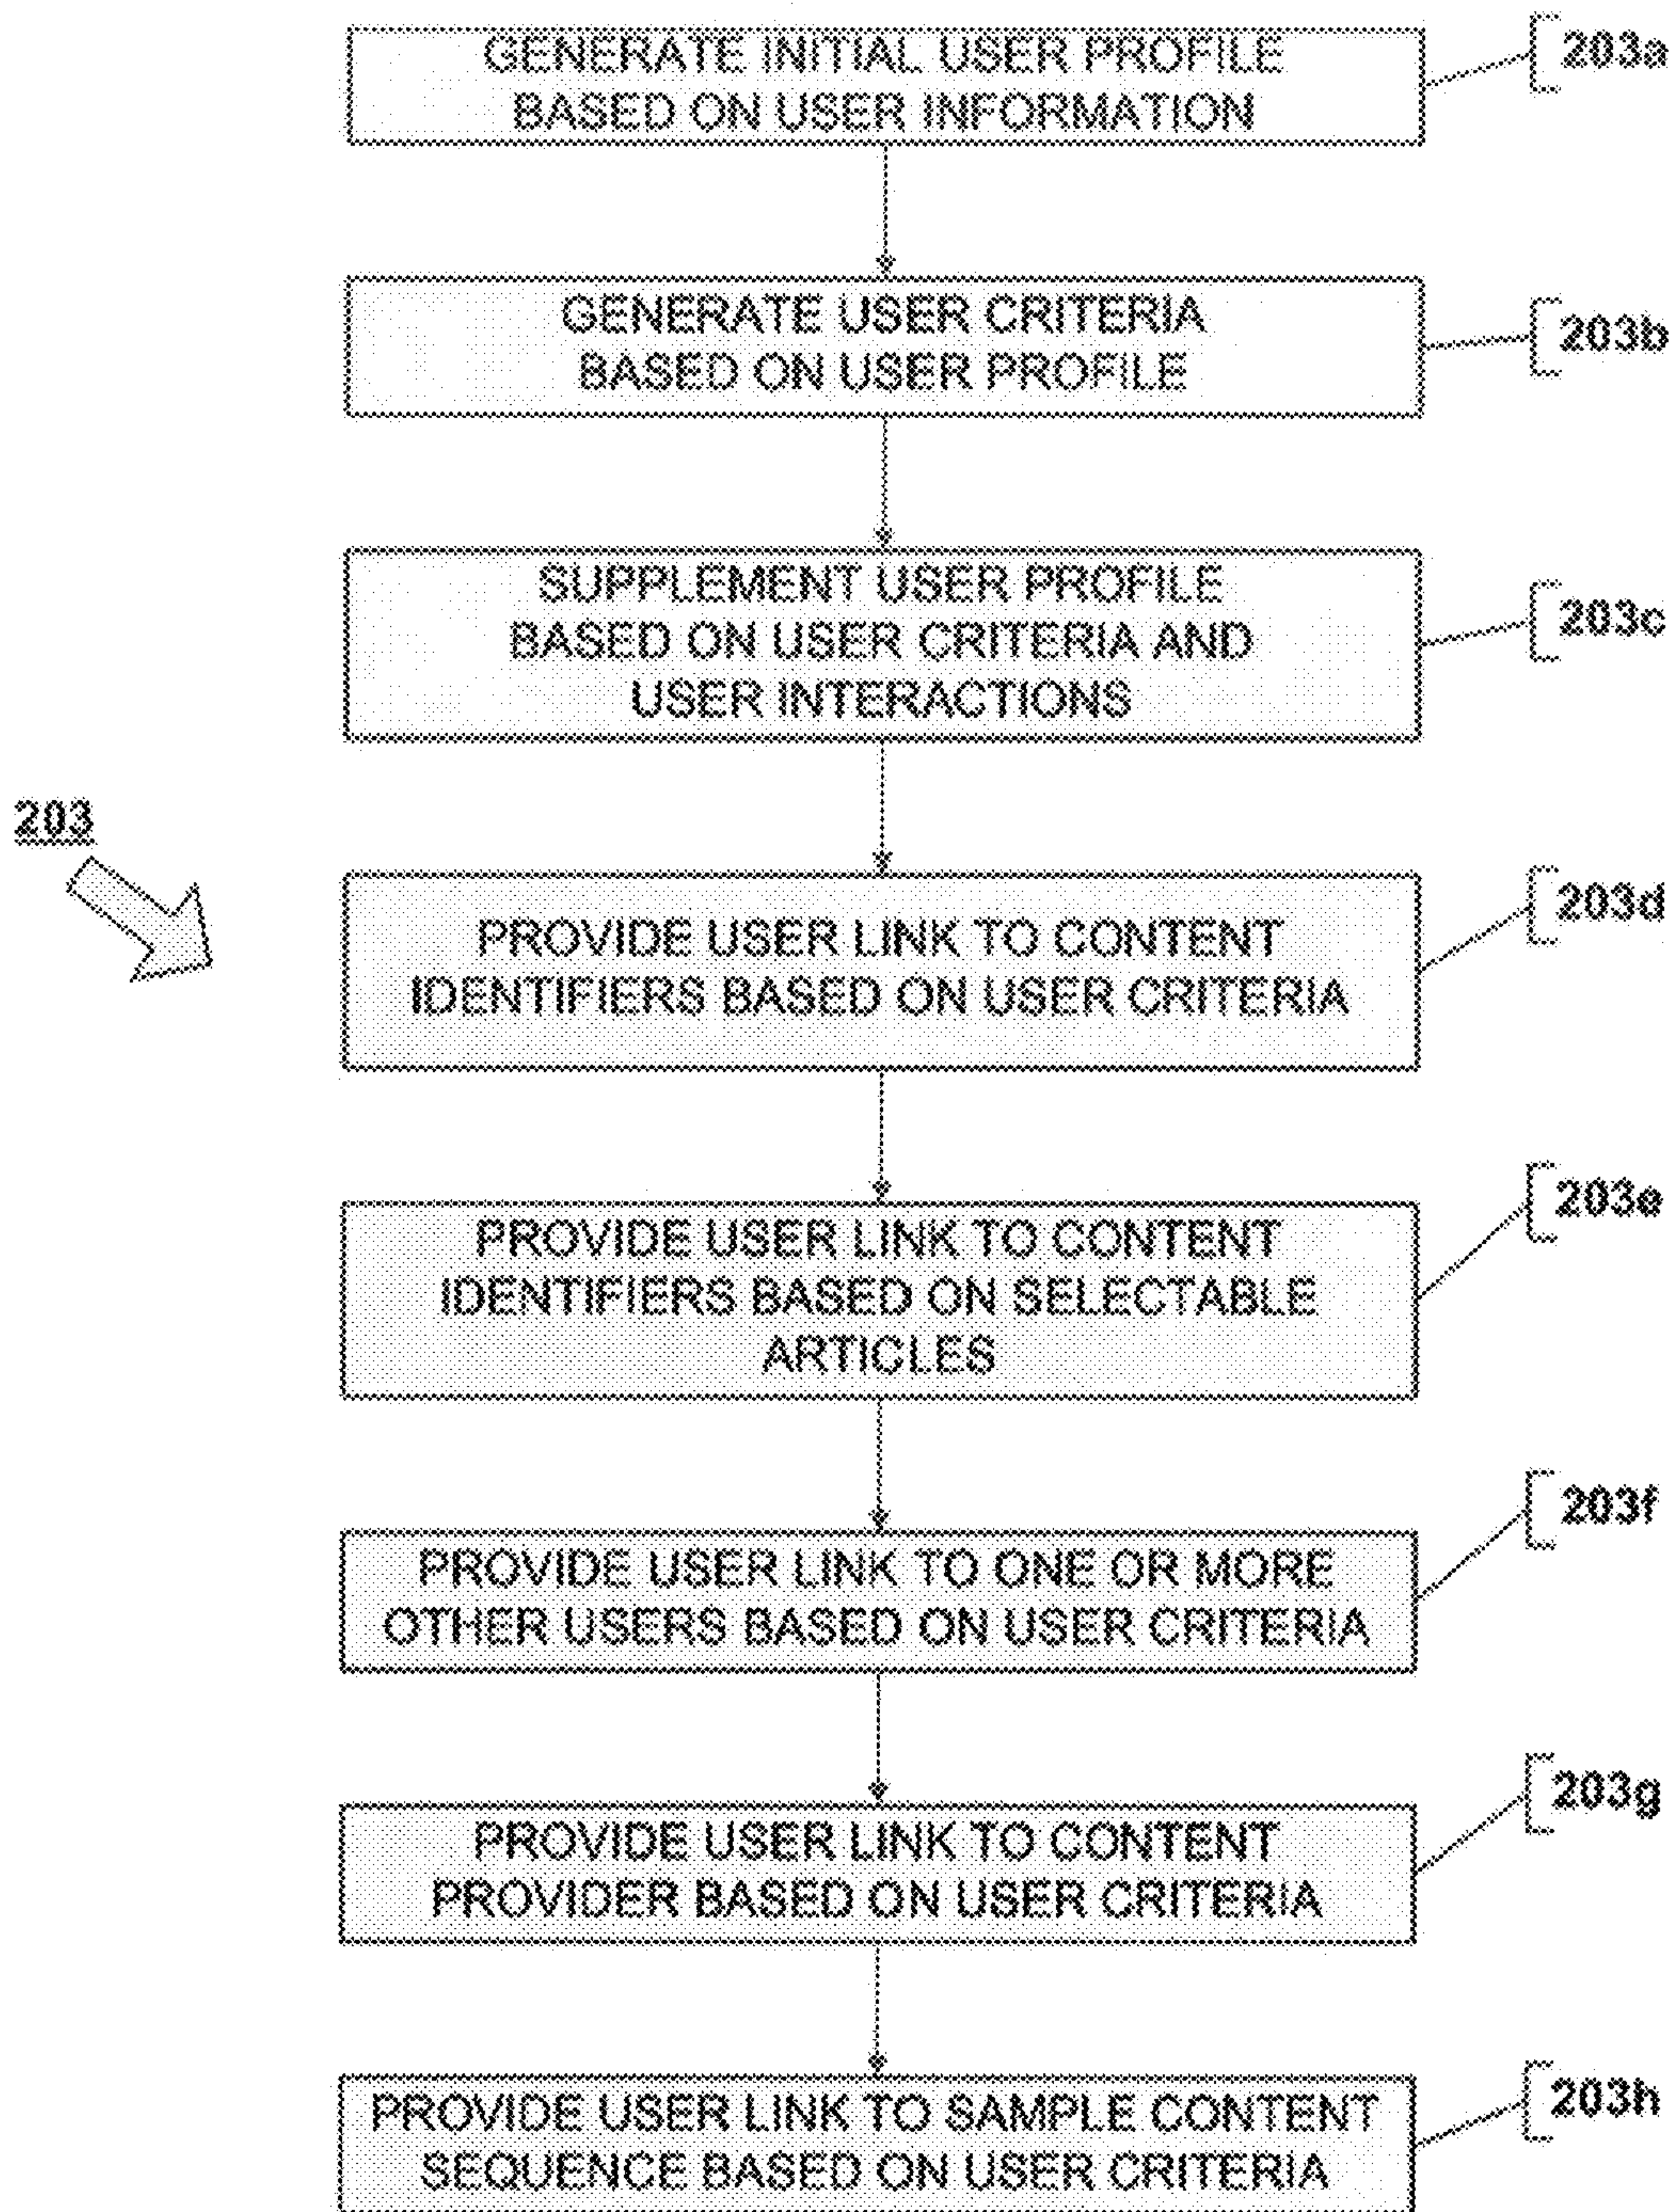 GENERATE INITIAL USER PROFILE
BASED ON USER INFORMATION
203a
GENERATE USER CRITERIA
BASED ON USER PROFILE
203b
SUPPLEMENT USER PROFILE
BASED ON USER CRITERIA AND
USER INTERACTIONS
203c
203
PROVIDE USER LINK TO CONTENT
IDENTIFIERS BASED ON USER CRITERIA
203d
PROVIDE USER LINK TO CONTENT
IDENTIFIERS BASED ON SELECTABLE
ARTICLES
203e
PROVIDE USER LINK TO ONE OR MORE
OTHER USERS BASED ON USER CRITERIA
203f
PROVIDE USER LINK TO CONTENT
PROVIDER BASED ON USER CRITERIA
203g
PROVIDE USER LINK TO SAMPLE CONTENT
SEQUENCE BASED ON USER CRITERIA
203h